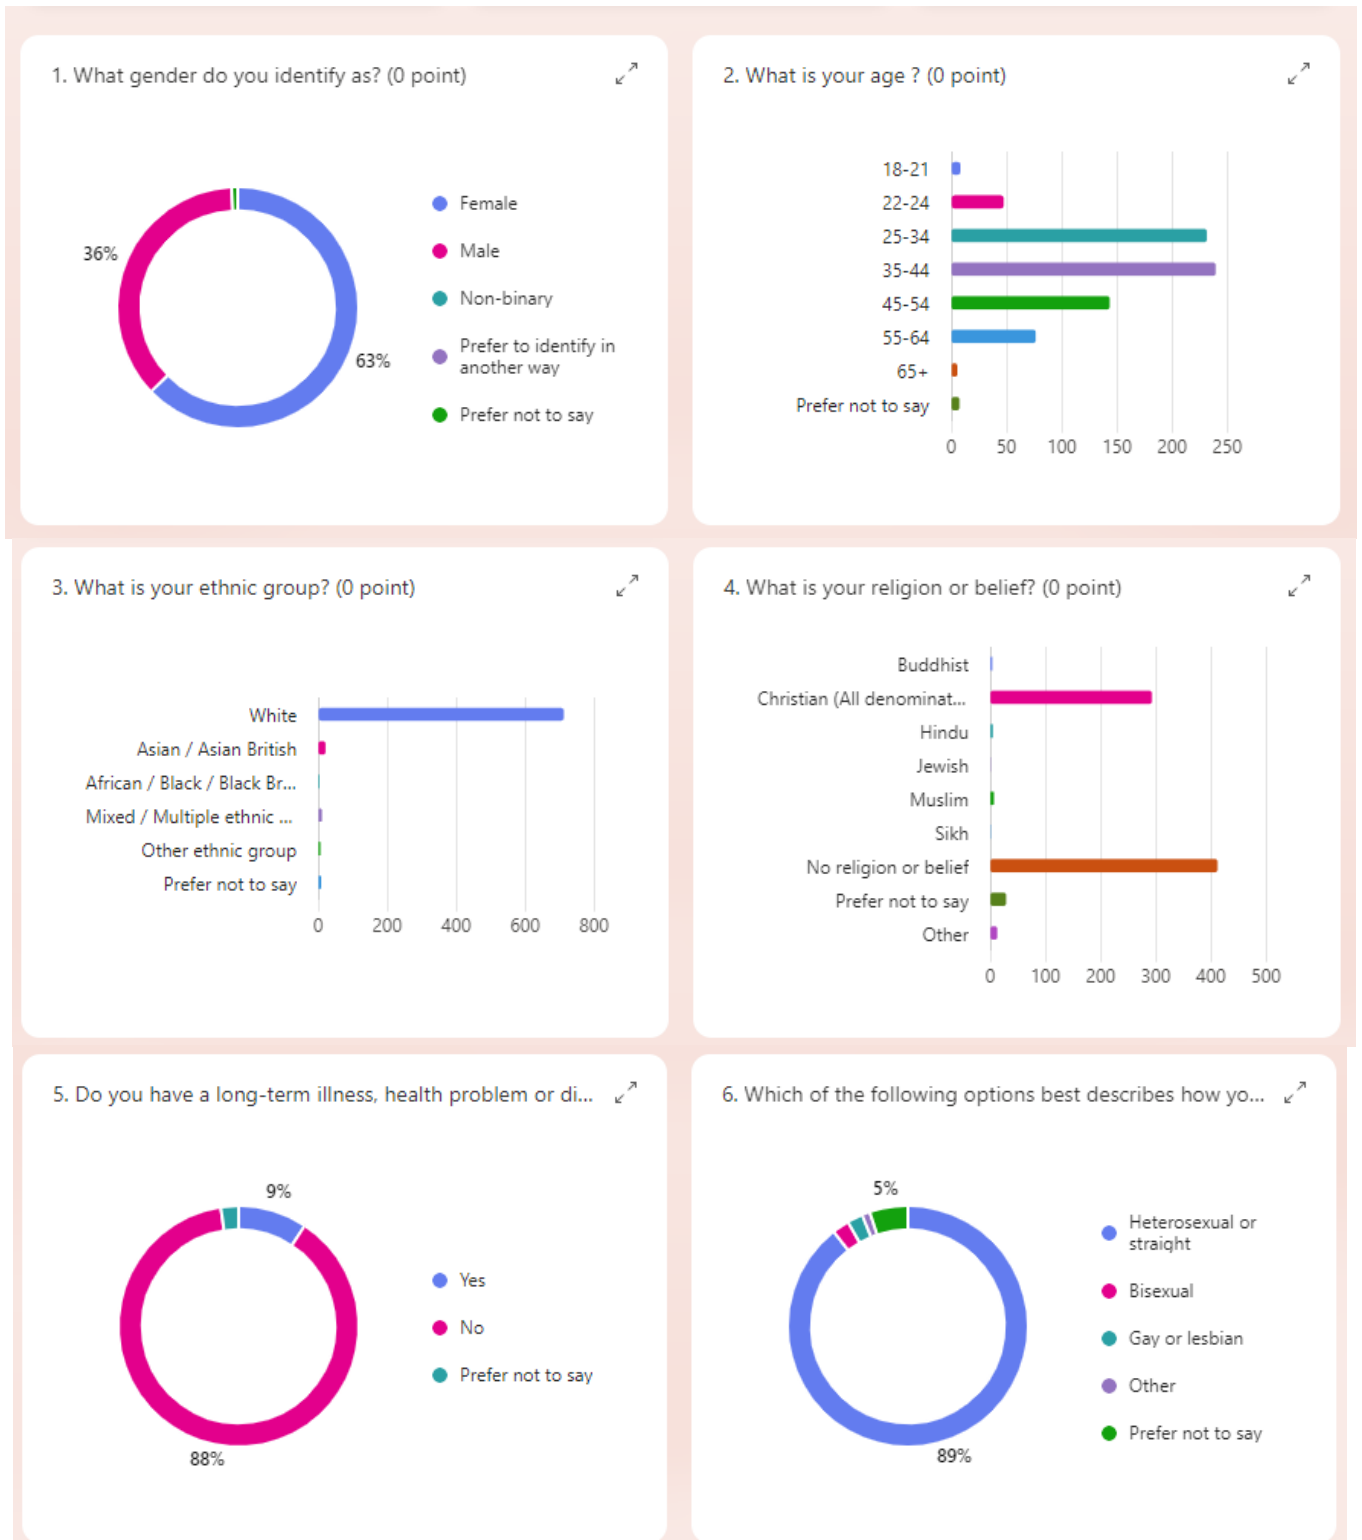 1. What gender do you identify as? (0 point)
36%
63%
Female
Male
Non-binary
Prefer to identify in
another way
Prefer not to say
2. What is your age ? (0 point)
18-21
22-24
25-34
35-44
45-54
55-64
65+
Prefer not to say
0 50 100 150 200 250
3. What is your ethnic group? (0 point)
White
Asian / Asian British
African / Black / Black Br...
Mixed / Multiple ethnic ...
Other ethnic group
Prefer not to say
0 200 400 600 800
4. What is your religion or belief? (0 point)
Buddhist
Christian (All denominat...
Hindu
Jewish
Muslim
Sikh
No religion or belief
Prefer not to say
Other
0 100 200 300 400 500
5. Do you have a long-term illness, health problem or di...
9%
88%
Yes
No
Prefer not to say
6. Which of the following options best describes how yo...
5%
89%
Heterosexual or
straight
Bisexual
Gay or lesbian
Other
Prefer not to say